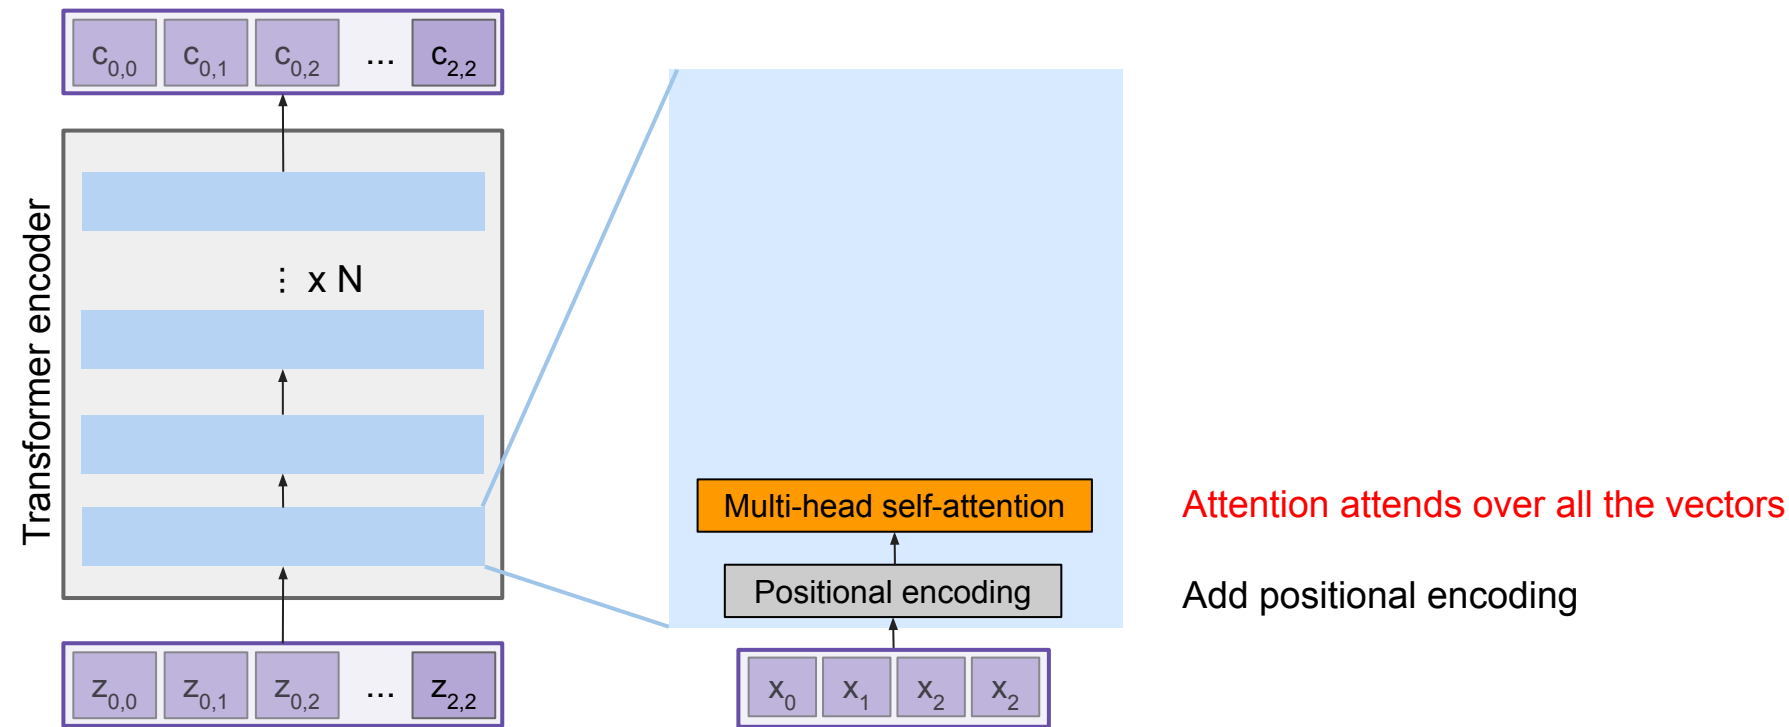 c0,0 c0,1 c0,2 ... c2,2
Transformer encoder
⋮ x N
z0,0 z0,1 z0,2 ... z2,2
Multi-head self-attention
Attention attends over all the vectors
Positional encoding
Add positional encoding
x0 x1 x2 x2